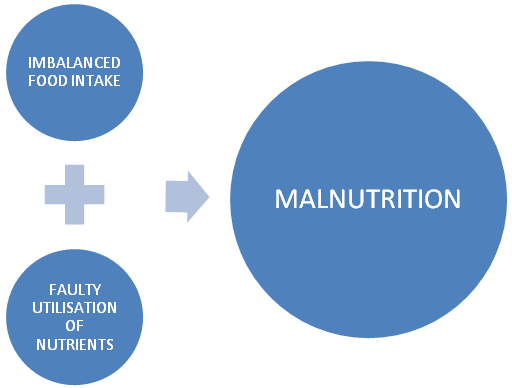 IMBALANCED
FOOD INTAKE
FAULTY
UTILISATION
OF
NUTRIENTS
MALNUTRITION